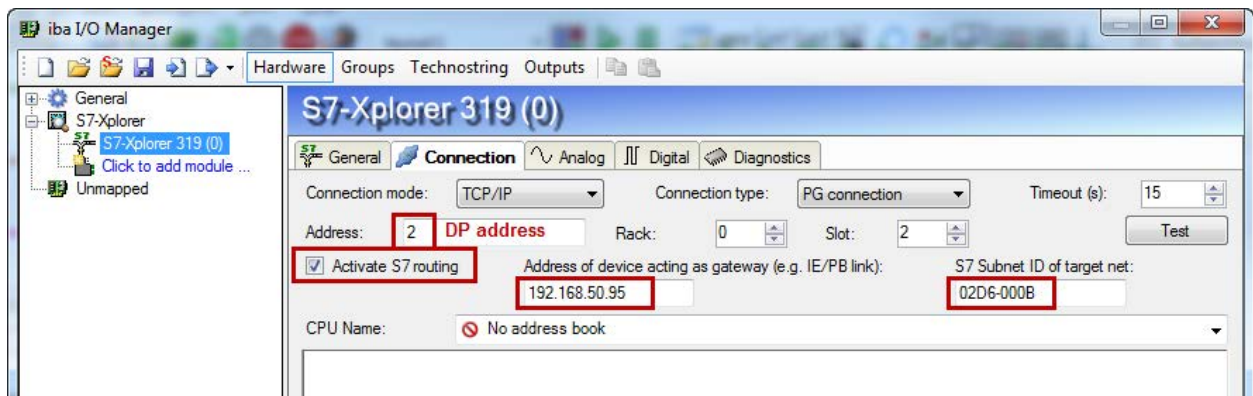 iba I/O Manager
Hardware Groups Technostring Outputs
General
S7-Xplorer
S7-Xplorer 319 (0)
Click to add module ...
Unmapped
S7-Xplorer 319 (0)
General Connection Analog Digital Diagnostics
Connection mode: TCP/IP Connection type: PG connection Timeout (s): 15
Address: 2 DP address Rack: 0 Slot: 2 Test
Activate S7 routing Address of device acting as gateway (e.g. IE/PB link): S7 Subnet ID of target net:
192.168.50.95 02D6-000B
CPU Name: No address book